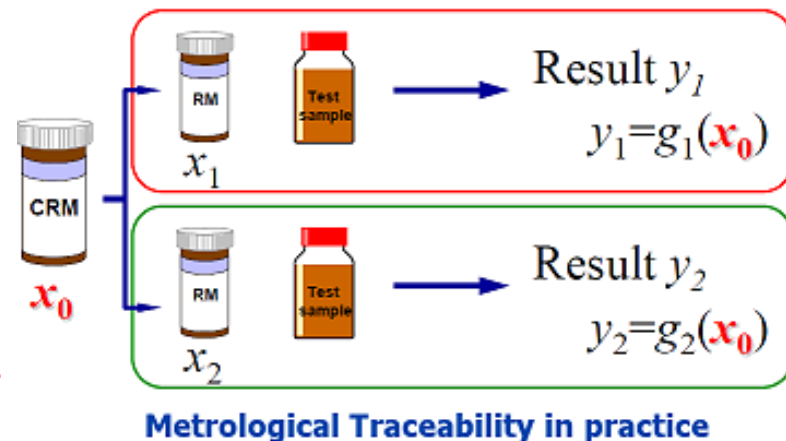 CRM
x₀
RM
x₁
Test
sample
Result y₁
y₁=g₁(x₀)
RM
x₂
Test
sample
Result y₂
y₂=g₂(x₀)
Metrological Traceability in practice